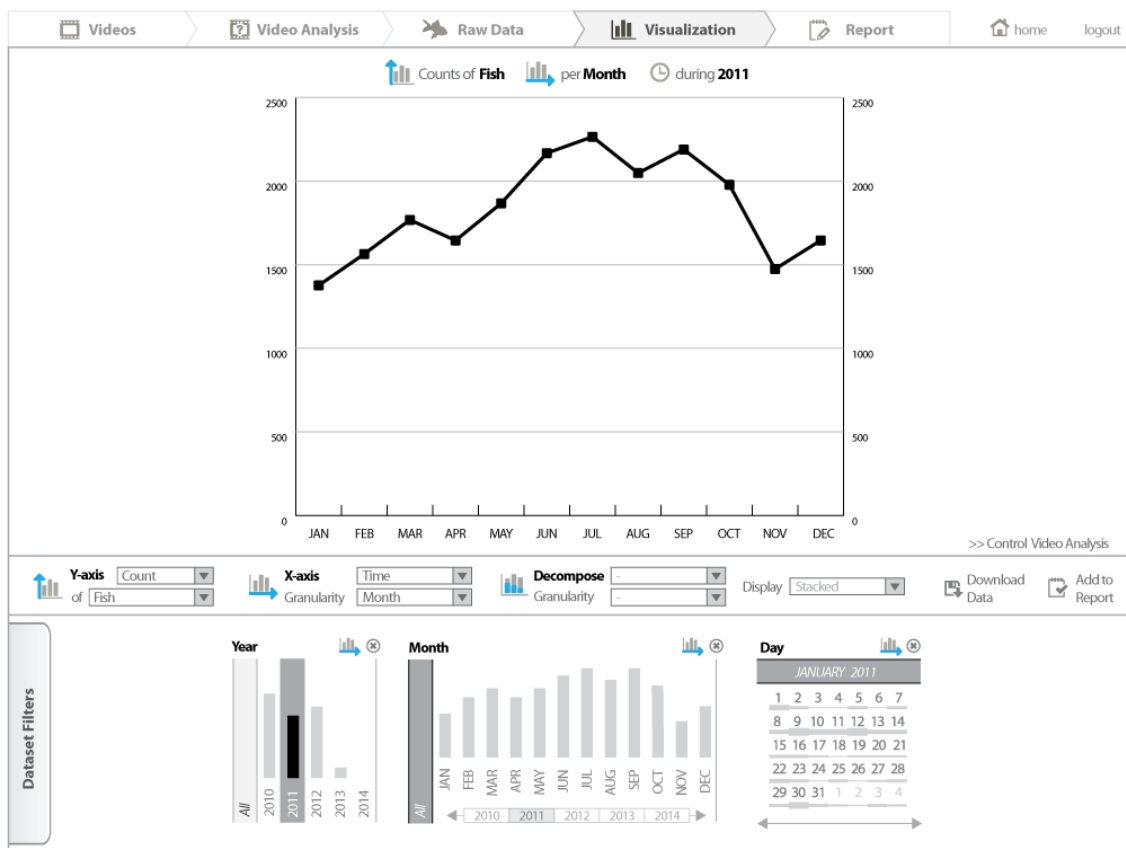 Videos Video Analysis Raw Data Visualization Report home logout
Counts of Fish per Month during 2011
2500 2500
2000 2000
1500 1500
1000 1000
500 500
0 0
JAN FEB MAR APR MAY JUN JUL AUG SEP OCT NOV DEC
>> Control Video Analysis
Y-axis Count X-axis Time Decompose - Display Stacked Download Data Add to Report
of Fish Granularity Month Granularity -
Dataset Filters
Year
All 2010 2011 2012 2013 2014
Month
All JAN FEB MAR APR MAY JUN JUL AUG SEP OCT NOV DEC
2010 2011 2012 2013 2014
Day
JANUARY 2011
1 2 3 4 5 6 7
8 9 10 11 12 13 14
15 16 17 18 19 20 21
22 23 24 25 26 27 28
29 30 31 1 2 3 4